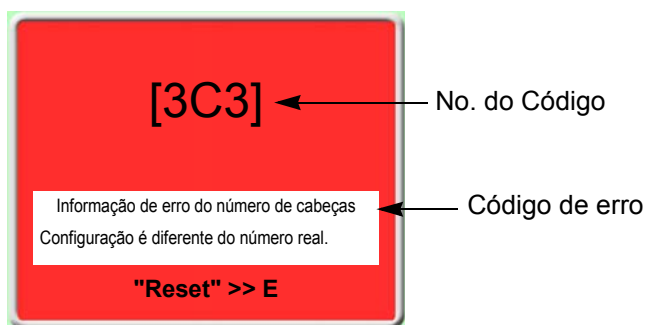 [3C3]
No. do Código
Informação de erro do número de cabeças
Configuração é diferente do número real.
Código de erro
"Reset" >> E